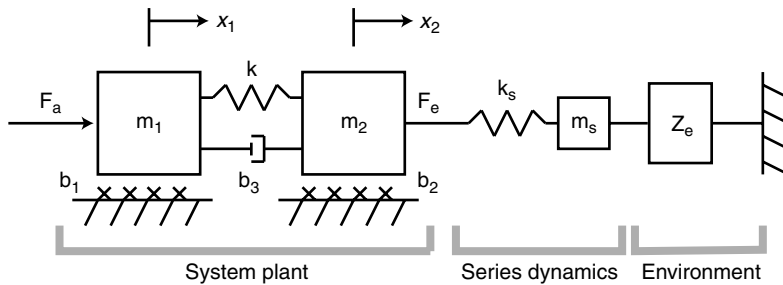 x₁
x₂
k
kₛ
Fₐ
m₁
m₂
Fₑ
mₛ
Zₑ
b₁
b₃
b₂
System plant
Series dynamics
Environment